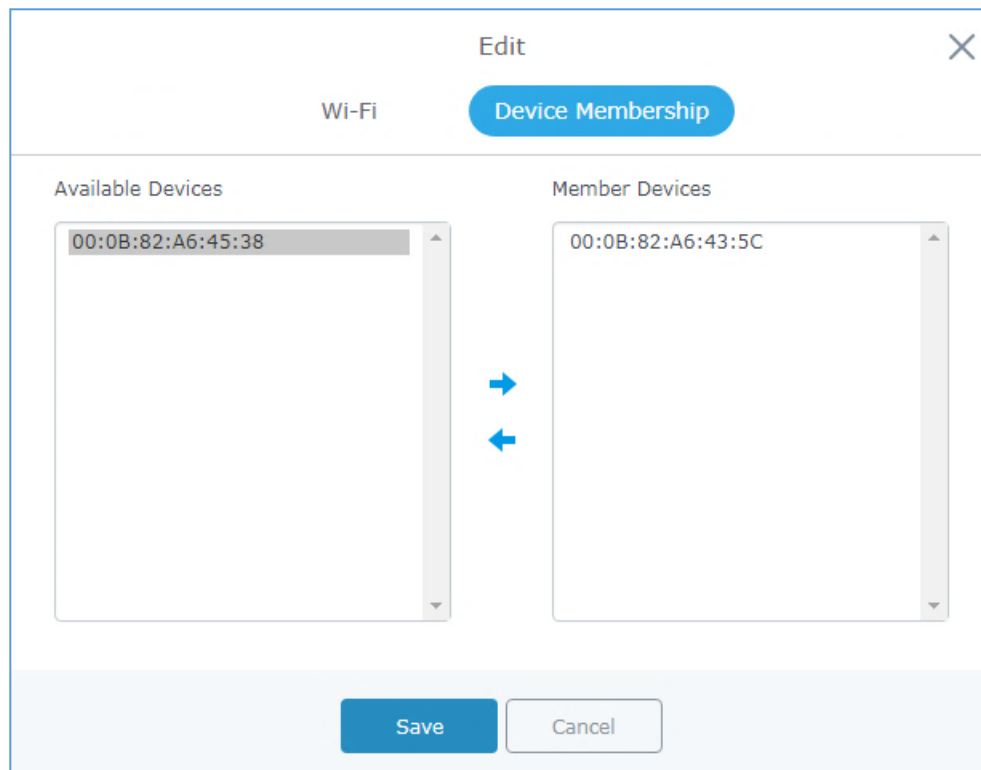 Edit
Wi-Fi Device Membership
Available Devices Member Devices
00:0B:82:A6:45:38 00:0B:82:A6:43:5C
Save Cancel